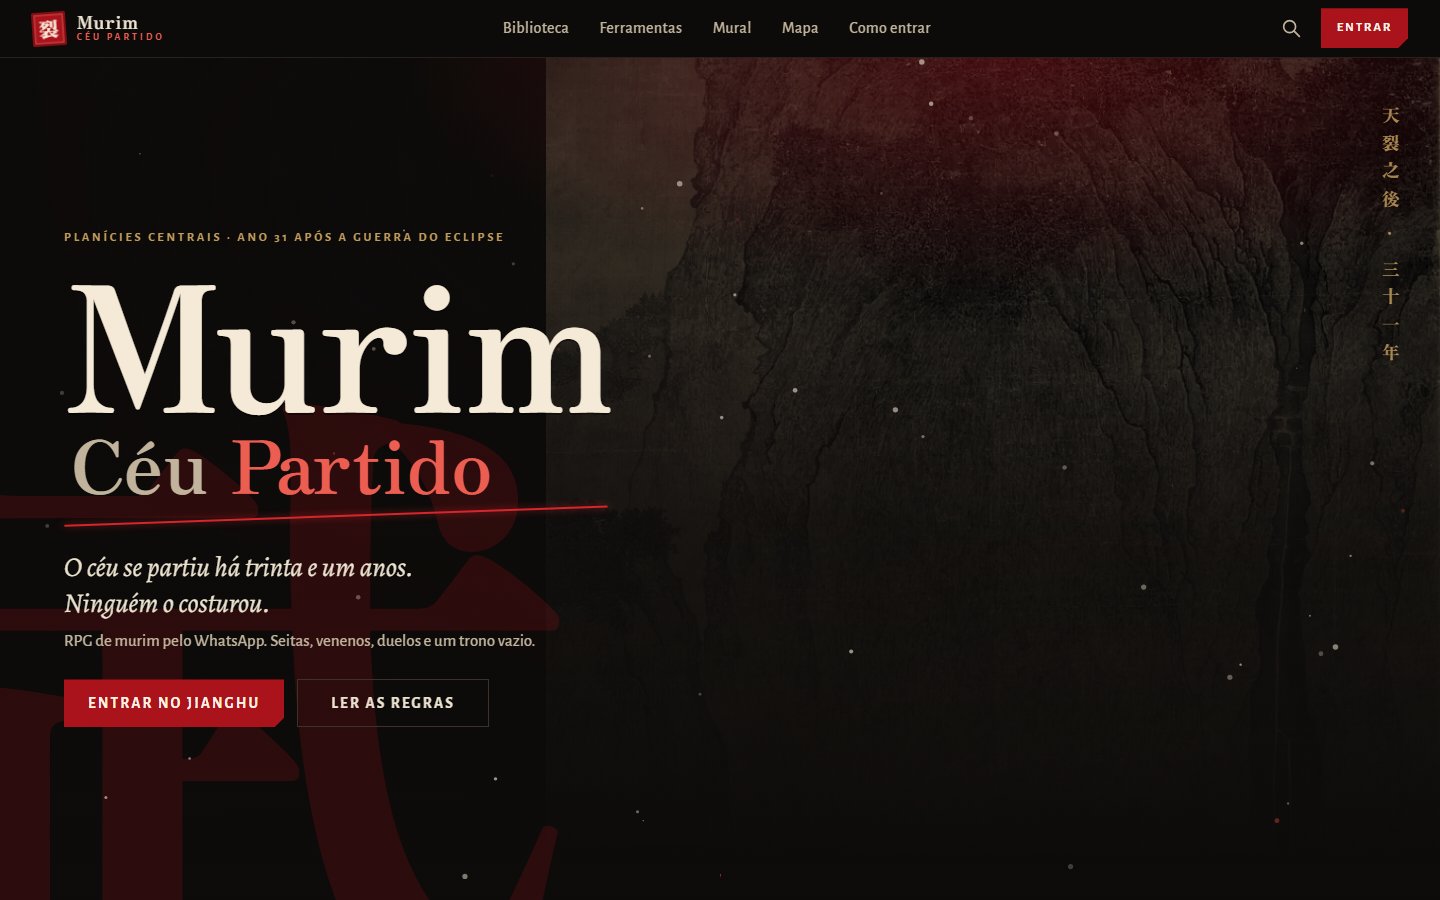 裂
Murim
CÉU PARTIDO
Biblioteca
Ferramentas
Mural
Mapa
Como entrar
ENTRAR
天裂之後・三十一年
PLANÍCIES CENTRAIS · ANO 31 APÓS A GUERRA DO ECLIPSE
Murim
Céu Partido
O céu se partiu há trinta e um anos.
Ninguém o costurou.
RPG de murim pelo WhatsApp. Seitas, venenos, duelos e um trono vazio.
ENTRAR NO JIANGHU
LER AS REGRAS